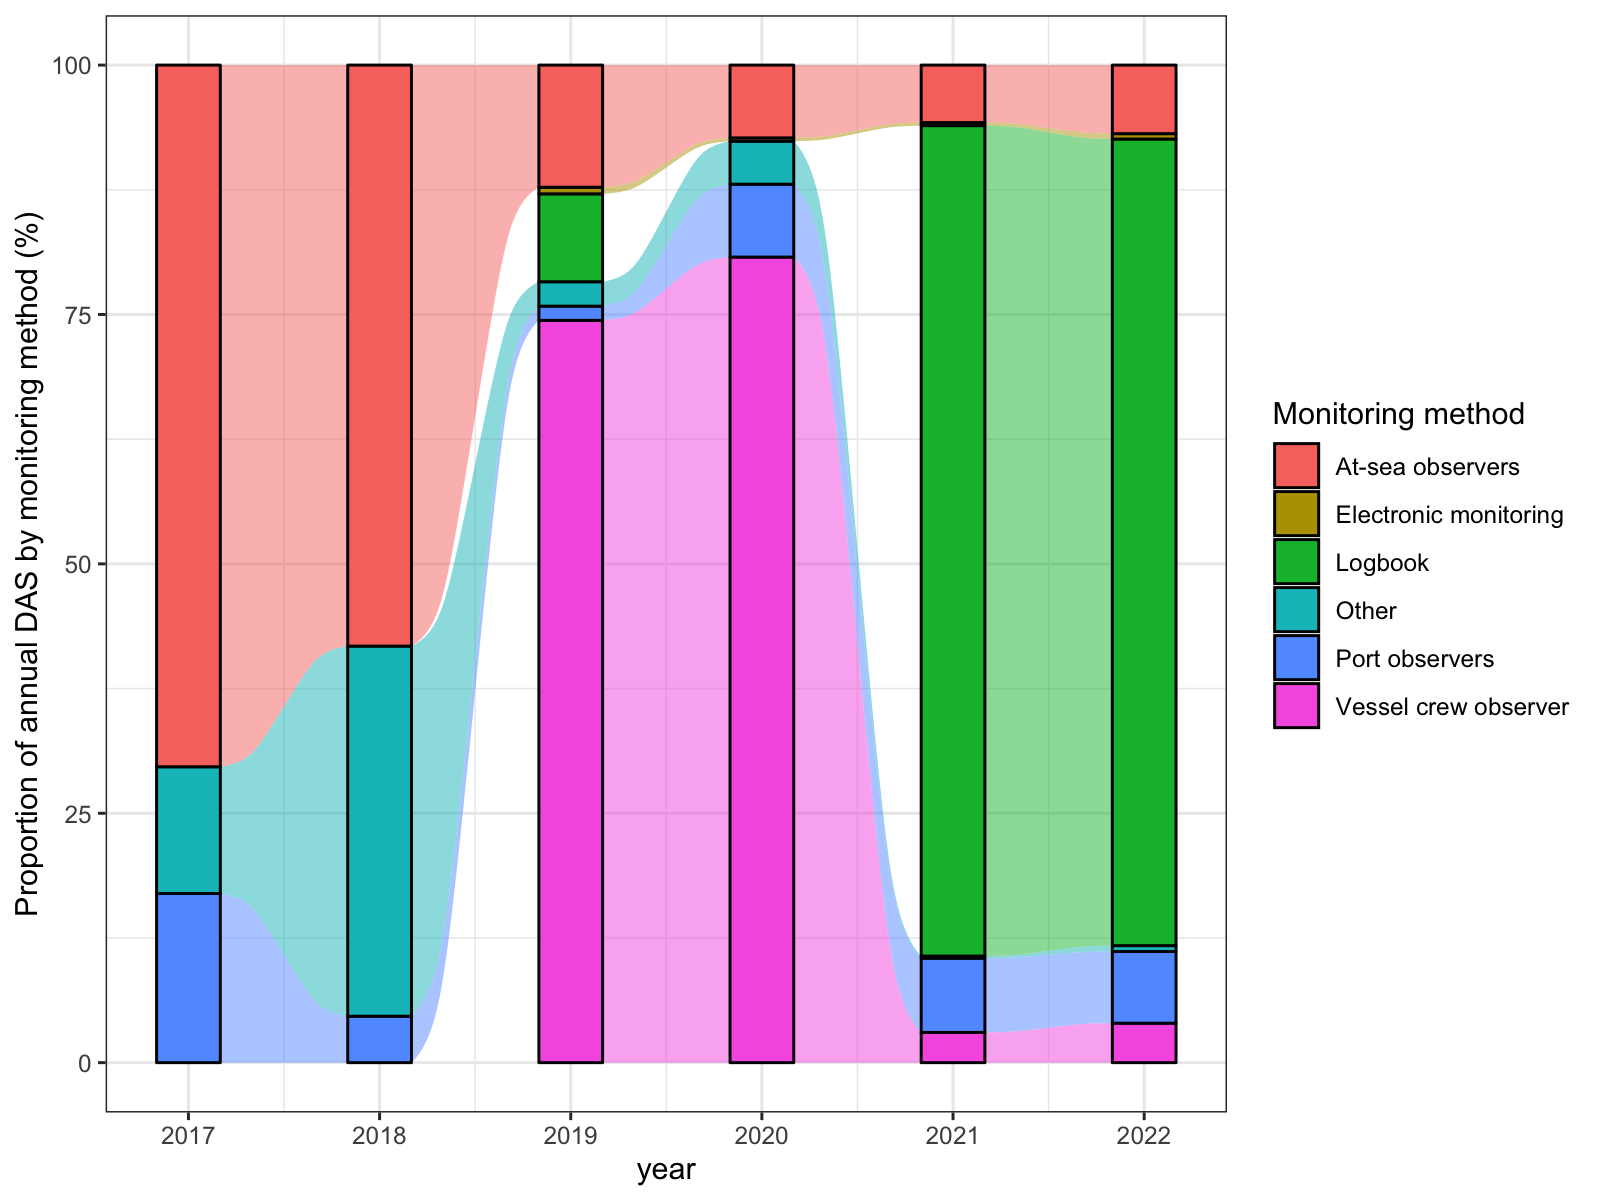 Proportion of annual DAS by monitoring method (%)
100
75
50
25
0
2017
2018
2019
2020
2021
2022
year
Monitoring method
At-sea observers
Electronic monitoring
Logbook
Other
Port observers
Vessel crew observer